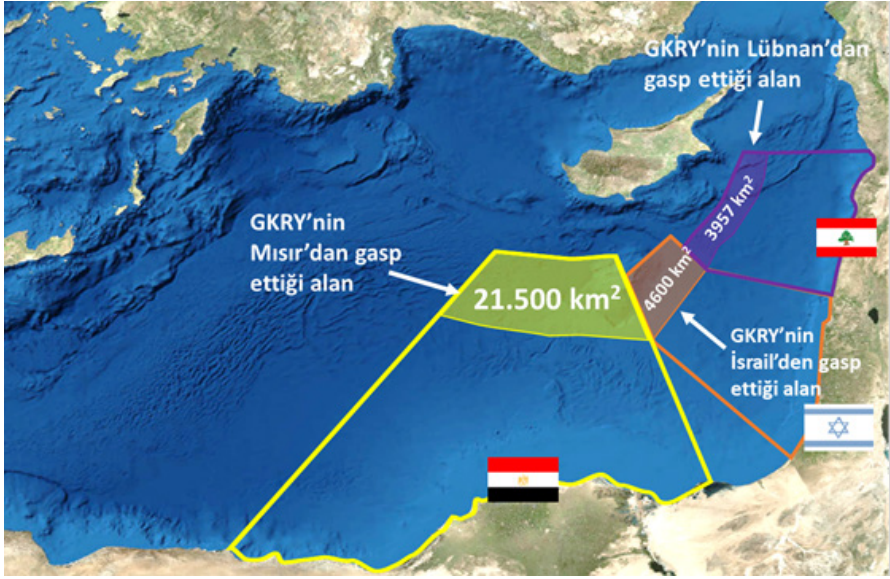 GKRY'nin Lübnan'dan
gasp ettiği alan
3957 km²
GKRY'nin
Mısır'dan gasp
ettiği alan
21.500 km²
4600 km²
GKRY'nin
İsrail'den gasp
ettiği alan